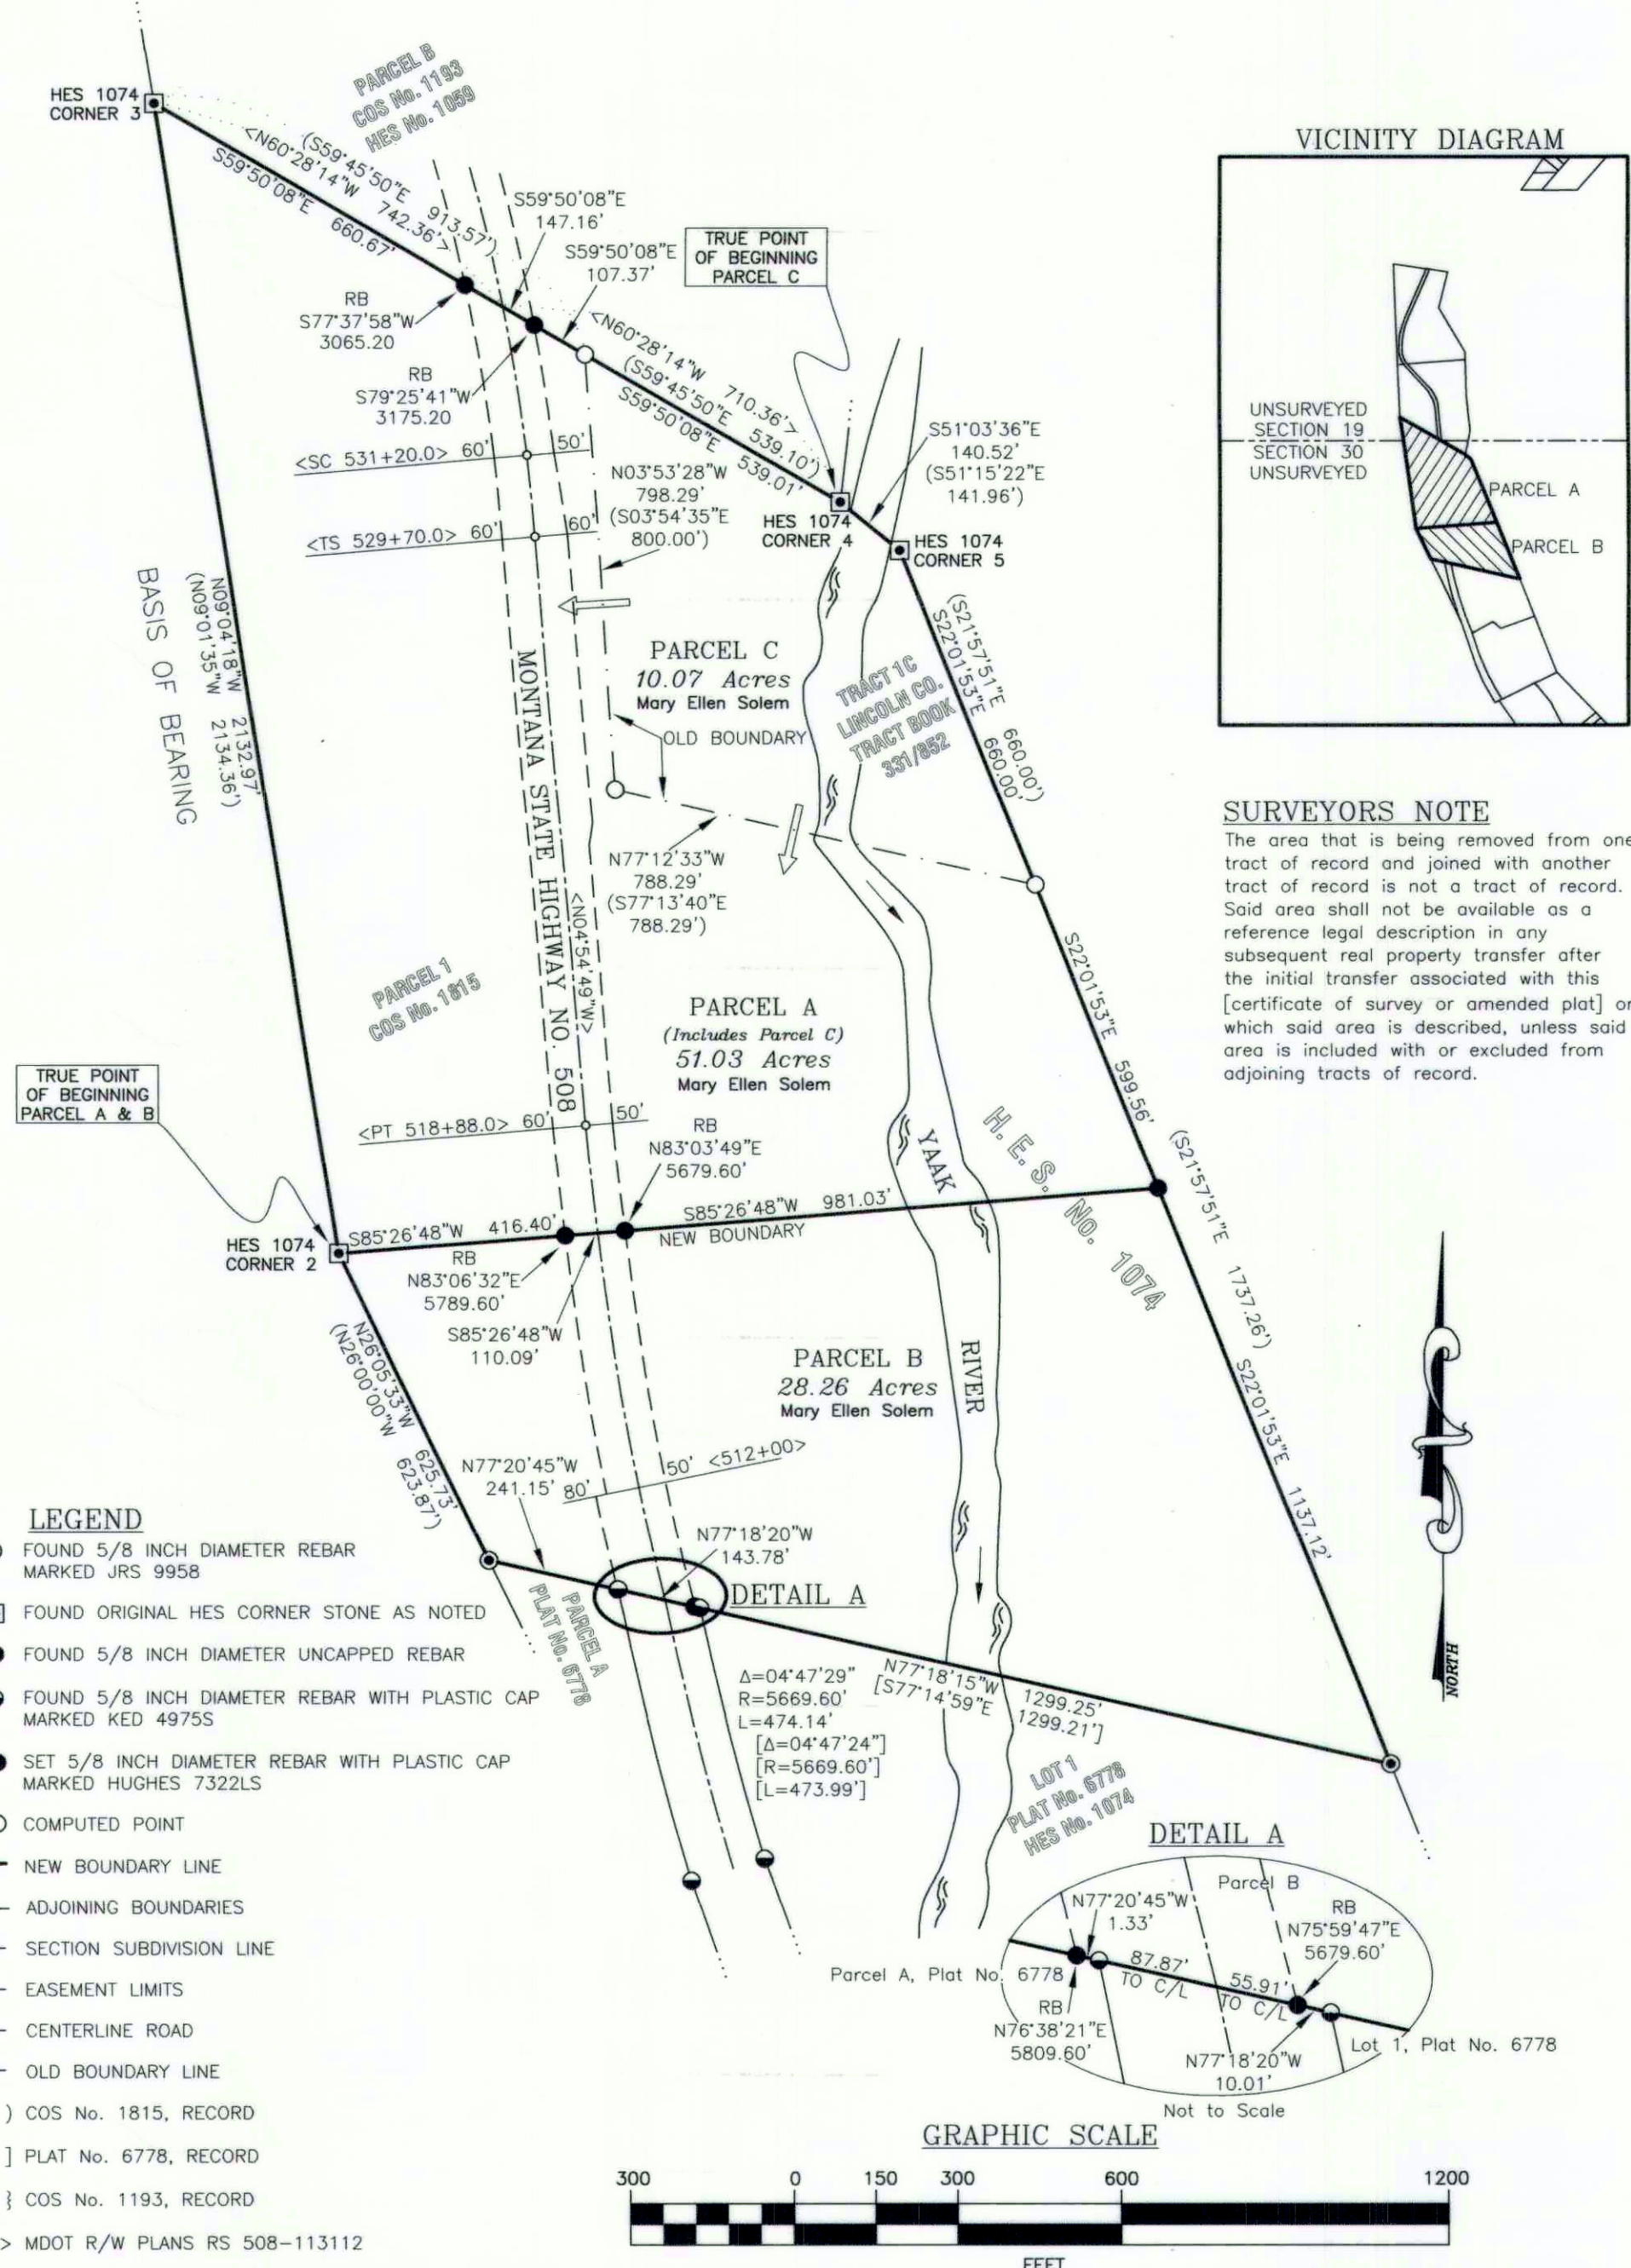 HES 1074
CORNER 3
PARCEL B
COS No. 1193
HES No. 1059
(S59°45'50"E 913.57')
<N60°28'14"W 742.36'>
S59°50'08"E 660.67'
S59°50'08"E
147.16'
S59°50'08"E
107.37'
TRUE POINT
OF BEGINNING
PARCEL C
RB
S77°37'58"W
3065.20
RB
S79°25'41"W
3175.20
<N60°28'14"W 710.36'>
(S59°45'50"E 539.10')
S59°50'08"E 539.01'
<SC 531+20.0> 60'
50'
<TS 529+70.0> 60'
60'
N03°53'28"W
798.29'
(S03°54'35"E
800.00')
HES 1074
CORNER 4
S51°03'36"E
140.52'
(S51°15'22"E
141.96')
HES 1074
CORNER 5
VICINITY DIAGRAM
UNSURVEYED
SECTION 19
SECTION 30
UNSURVEYED
PARCEL A
PARCEL B
BASIS OF BEARING
N09°04'18"W 2132.97'
(N09°01'35"W 2134.36')
MONTANA STATE HIGHWAY NO. 508
<N04°54'49"W>
PARCEL C
10.07 Acres
Mary Ellen Solem
OLD BOUNDARY
TRACT 1C
LINCOLN CO.
TRACT BOOK
331/852
(S21°57'51"E 660.00')
S22°01'53"E 660.00'
N77°12'33"W
788.29'
(S77°13'40"E
788.29')
SURVEYORS NOTE
The area that is being removed from one
tract of record and joined with another
tract of record is not a tract of record.
Said area shall not be available as a
reference legal description in any
subsequent real property transfer after
the initial transfer associated with this
[certificate of survey or amended plat] on
which said area is described, unless said
area is included with or excluded from
adjoining tracts of record.
PARCEL 1
COS No. 1815
PARCEL A
(Includes Parcel C)
51.03 Acres
Mary Ellen Solem
S22°01'53"E 599.56'
TRUE POINT
OF BEGINNING
PARCEL A & B
<PT 518+88.0> 60'
50'
RB
N83°03'49"E
5679.60'
YAAK
RIVER
H. E. S. No. 1074
(S21°57'51"E 1737.26')
S22°01'53"E 1137.12'
HES 1074
CORNER 2
S85°26'48"W 416.40'
S85°26'48"W 981.03'
NEW BOUNDARY
RB
N83°06'32"E
5789.60'
S85°26'48"W
110.09'
N26°05'33"W 625.73'
(N26°00'00"W 623.87')
PARCEL B
28.26 Acres
Mary Ellen Solem
N77°20'45"W
241.15'
80'
50' <512+00>
N77°18'20"W
143.78'
DETAIL A
PARCEL A
PLAT No. 6778
Δ=04°47'29"
R=5669.60'
L=474.14'
[Δ=04°47'24"]
[R=5669.60']
[L=473.99']
N77°18'15"W 1299.25'
[S77°14'59"E 1299.21']
LOT 1
PLAT No. 6778
HES No. 1074
NORTH
LEGEND
FOUND 5/8 INCH DIAMETER REBAR
MARKED JRS 9958
] FOUND ORIGINAL HES CORNER STONE AS NOTED
FOUND 5/8 INCH DIAMETER UNCAPPED REBAR
FOUND 5/8 INCH DIAMETER REBAR WITH PLASTIC CAP
MARKED KED 4975S
SET 5/8 INCH DIAMETER REBAR WITH PLASTIC CAP
MARKED HUGHES 7322LS
COMPUTED POINT
NEW BOUNDARY LINE
ADJOINING BOUNDARIES
SECTION SUBDIVISION LINE
EASEMENT LIMITS
CENTERLINE ROAD
OLD BOUNDARY LINE
) COS No. 1815, RECORD
] PLAT No. 6778, RECORD
} COS No. 1193, RECORD
> MDOT R/W PLANS RS 508-113112
DETAIL A
Parcel B
N77°20'45"W
1.33'
RB
N75°59'47"E
5679.60'
87.87'
TO C/L
55.91'
TO C/L
Parcel A, Plat No. 6778
RB
N76°38'21"E
5809.60'
N77°18'20"W
10.01'
Lot 1, Plat No. 6778
Not to Scale
GRAPHIC SCALE
300 0 150 300 600 1200
FEET